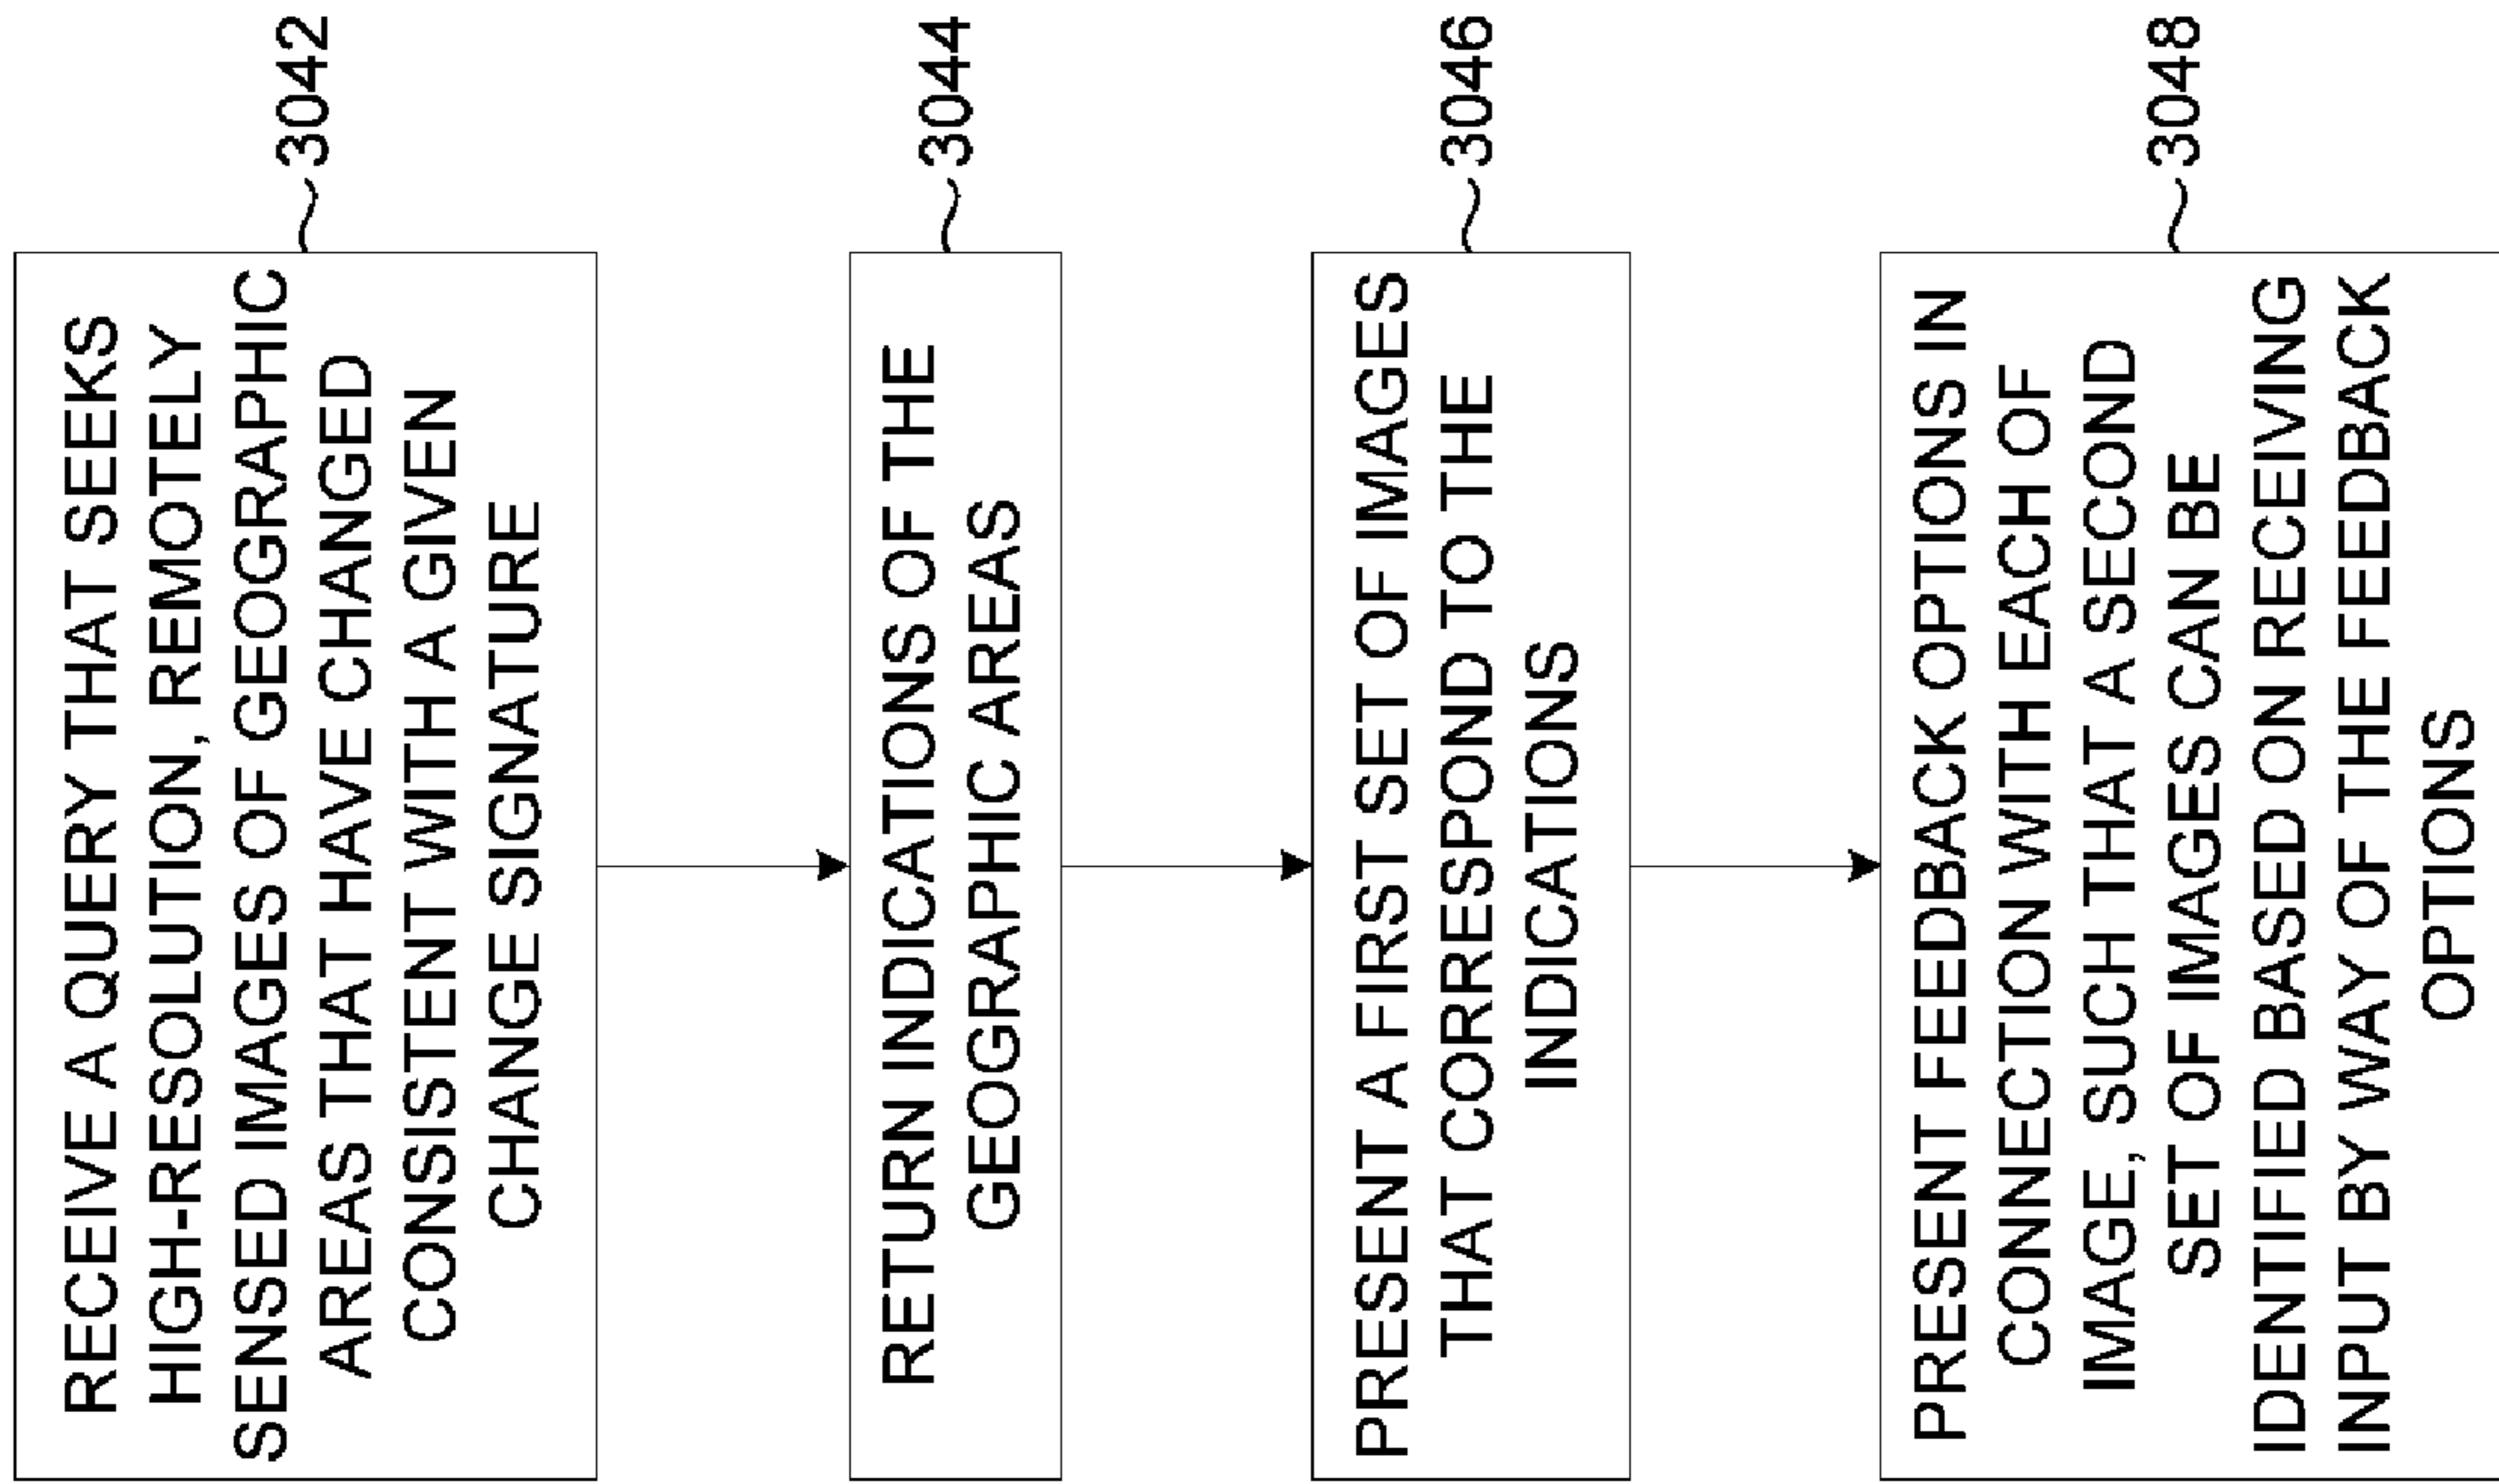 RECEIVE A QUERY THAT SEEKS
HIGH-RESOLUTION, REMOTELY
SENSED IMAGES OF GEOGRAPHIC
AREAS THAT HAVE CHANGED
CONSISTENT WITH A GIVEN
CHANGE SIGNATURE
3042
RETURN INDICATIONS OF THE
GEOGRAPHIC AREAS
3044
PRESENT A FIRST SET OF IMAGES
THAT CORRESPOND TO THE
INDICATIONS
3046
PRESENT FEEDBACK OPTIONS IN
CONNECTION WITH EACH OF
IMAGE, SUCH THAT A SECOND
SET OF IMAGES CAN BE
IDENTIFIED BASED ON RECEIVING
INPUT BY WAY OF THE FEEDBACK
OPTIONS
3048